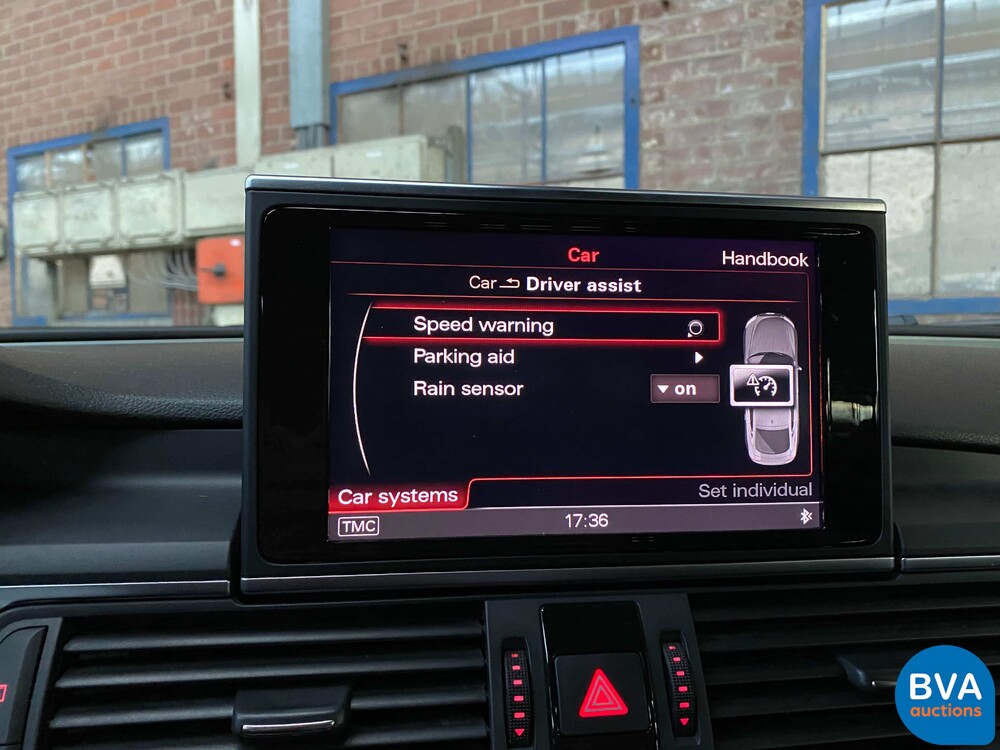 Car
Handbook
Car Driver assist
Speed warning
Parking aid
Rain sensor
on
Car systems
Set individual
TMC
17:36
BVA
auctions